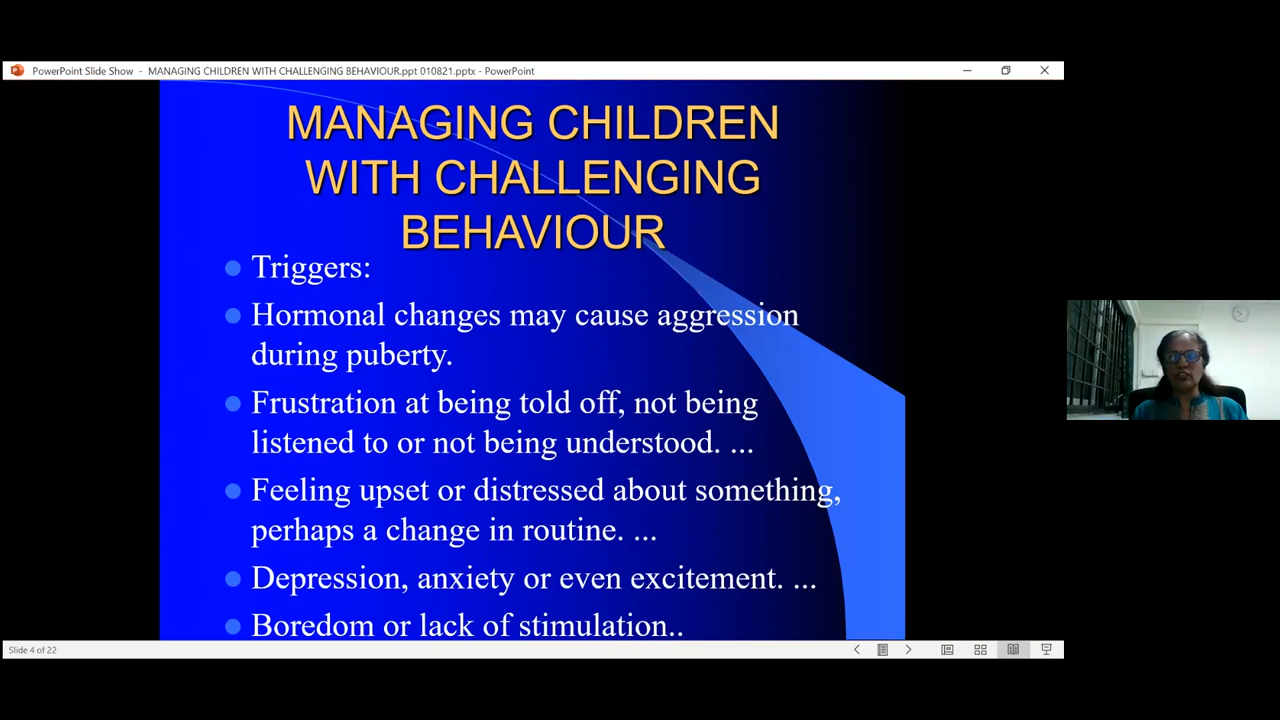 PowerPoint Slide Show - MANAGING CHILDREN WITH CHALLENGING BEHAVIOUR.ppt 010821.pptx - PowerPoint
MANAGING CHILDREN
WITH CHALLENGING
BEHAVIOUR
Triggers:
Hormonal changes may cause aggression
during puberty.
Frustration at being told off, not being
listened to or not being understood. ...
Feeling upset or distressed about something,
perhaps a change in routine. ...
Depression, anxiety or even excitement. ...
Boredom or lack of stimulation..
Slide 4 of 22